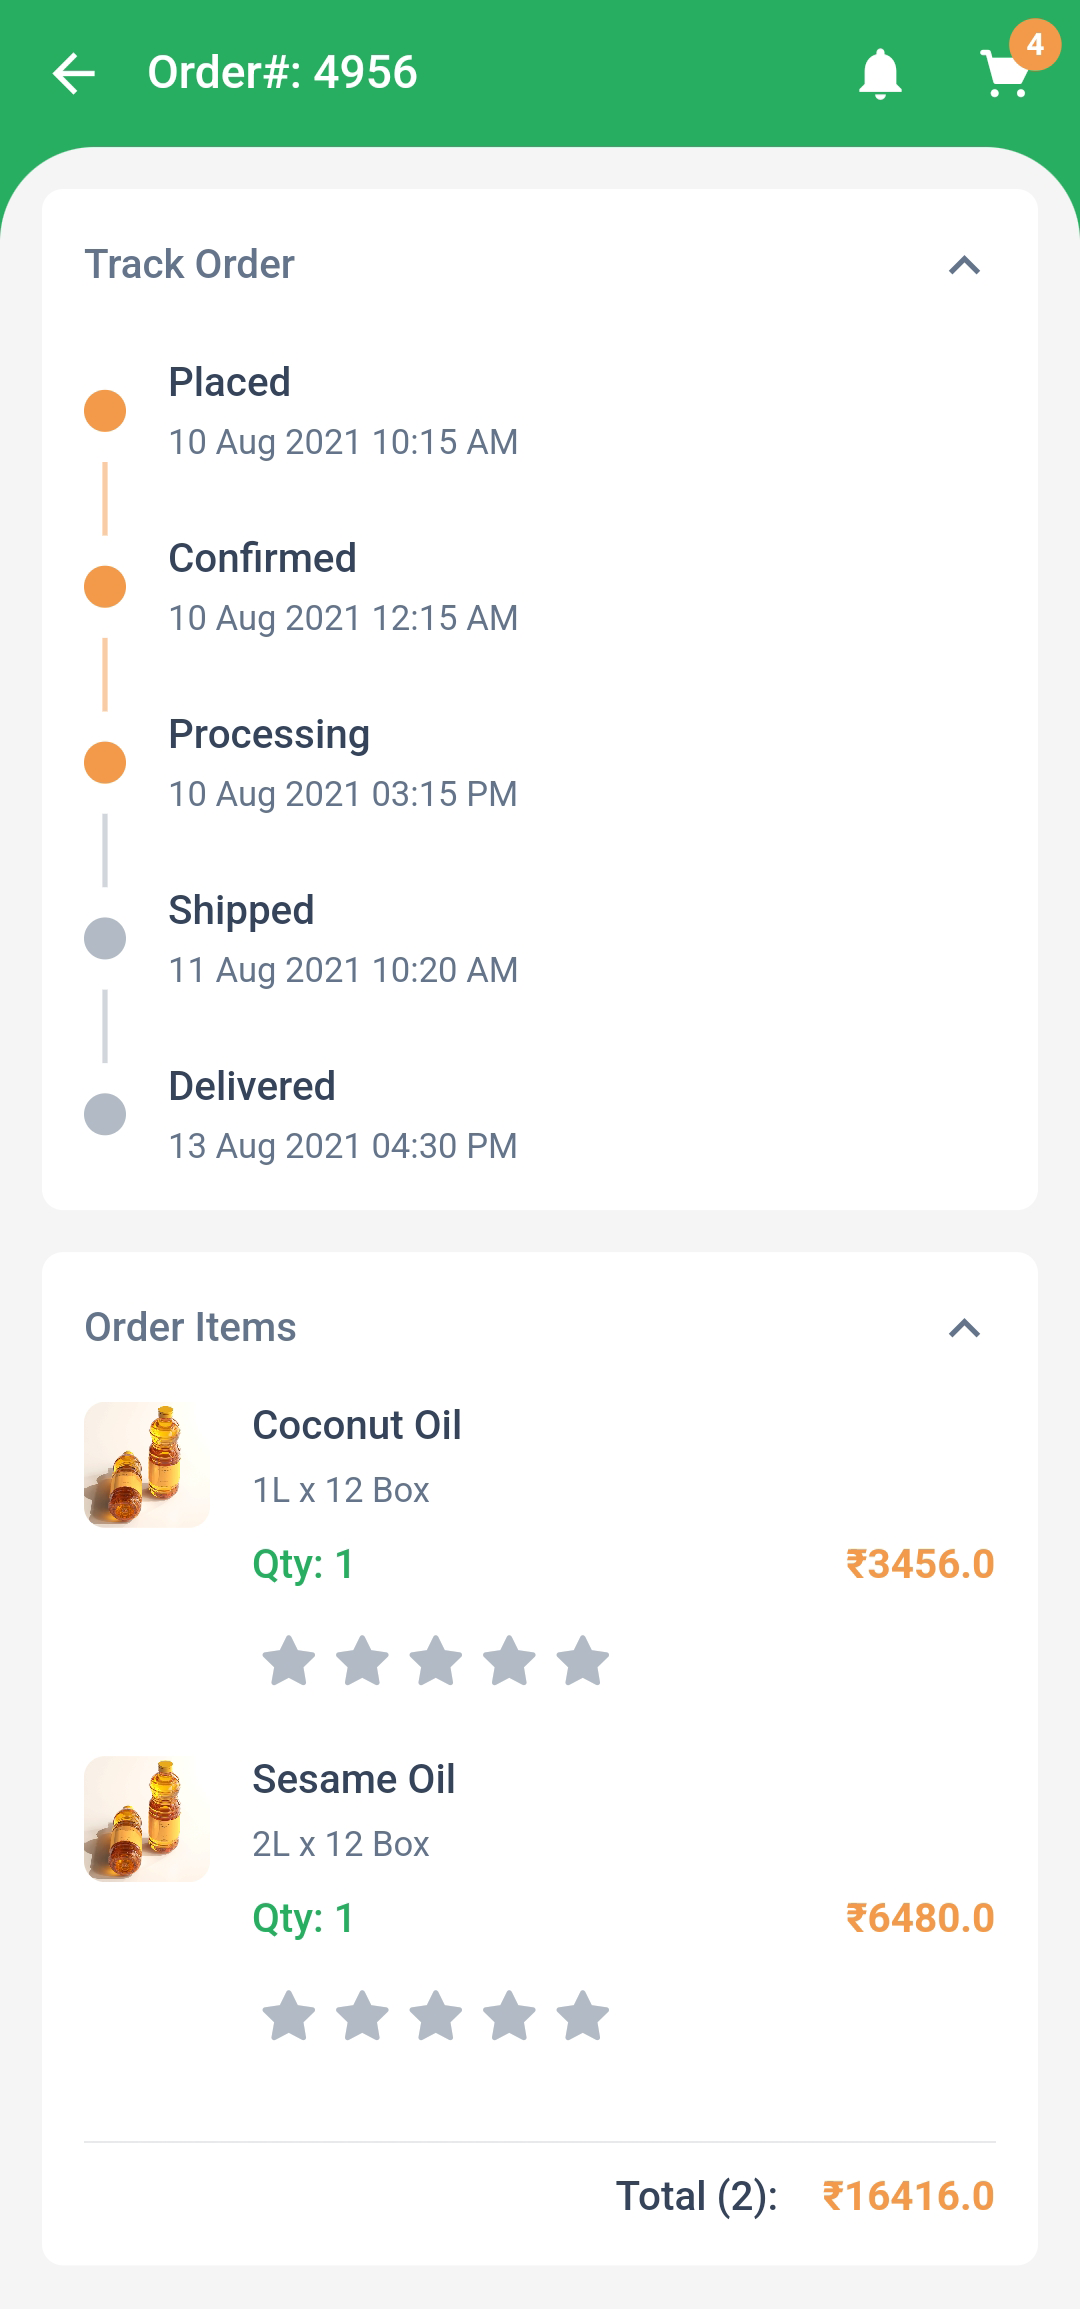 Order#: 4956
4
Track Order
Placed
10 Aug 2021 10:15 AM
Confirmed
10 Aug 2021 12:15 AM
Processing
10 Aug 2021 03:15 PM
Shipped
11 Aug 2021 10:20 AM
Delivered
13 Aug 2021 04:30 PM
Order Items
Coconut Oil
1L x 12 Box
Qty: 1 ₹3456.0
Sesame Oil
2L x 12 Box
Qty: 1 ₹6480.0
Total (2): ₹16416.0